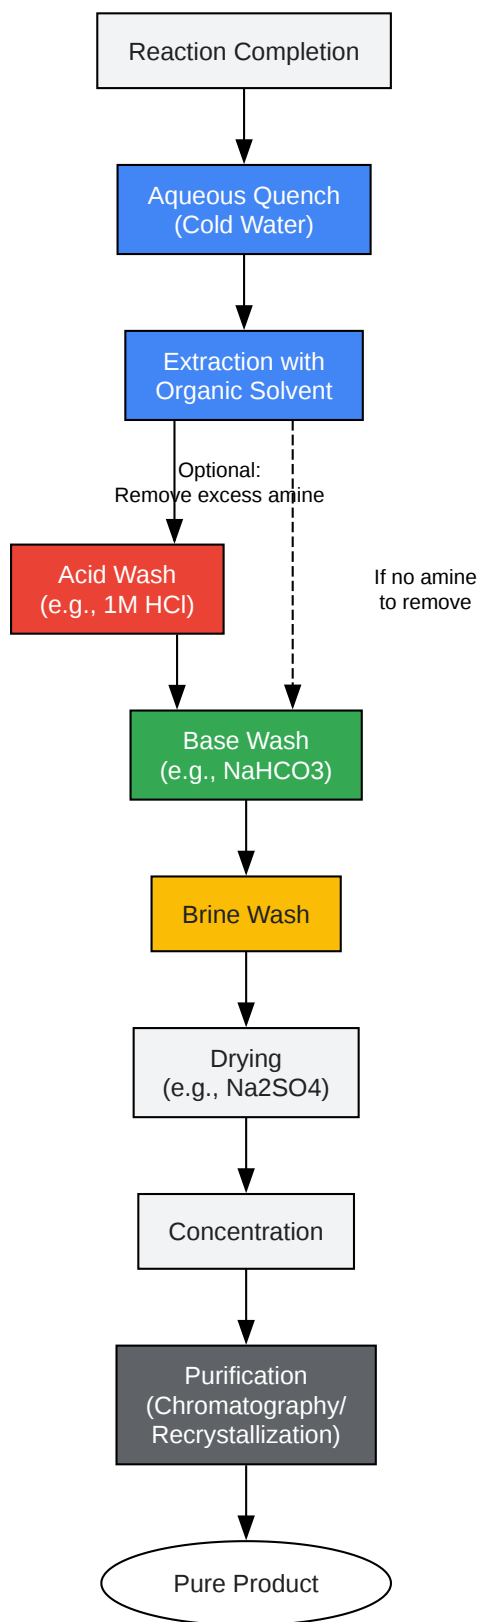 Reaction Completion
Aqueous Quench
(Cold Water)
Extraction with
Organic Solvent
Optional:
Remove excess amine
Acid Wash
(e.g., 1M HCl)
If no amine
to remove
Base Wash
(e.g., NaHCO3)
Brine Wash
Drying
(e.g., Na2SO4)
Concentration
Purification
(Chromatography/
Recrystallization)
Pure Product